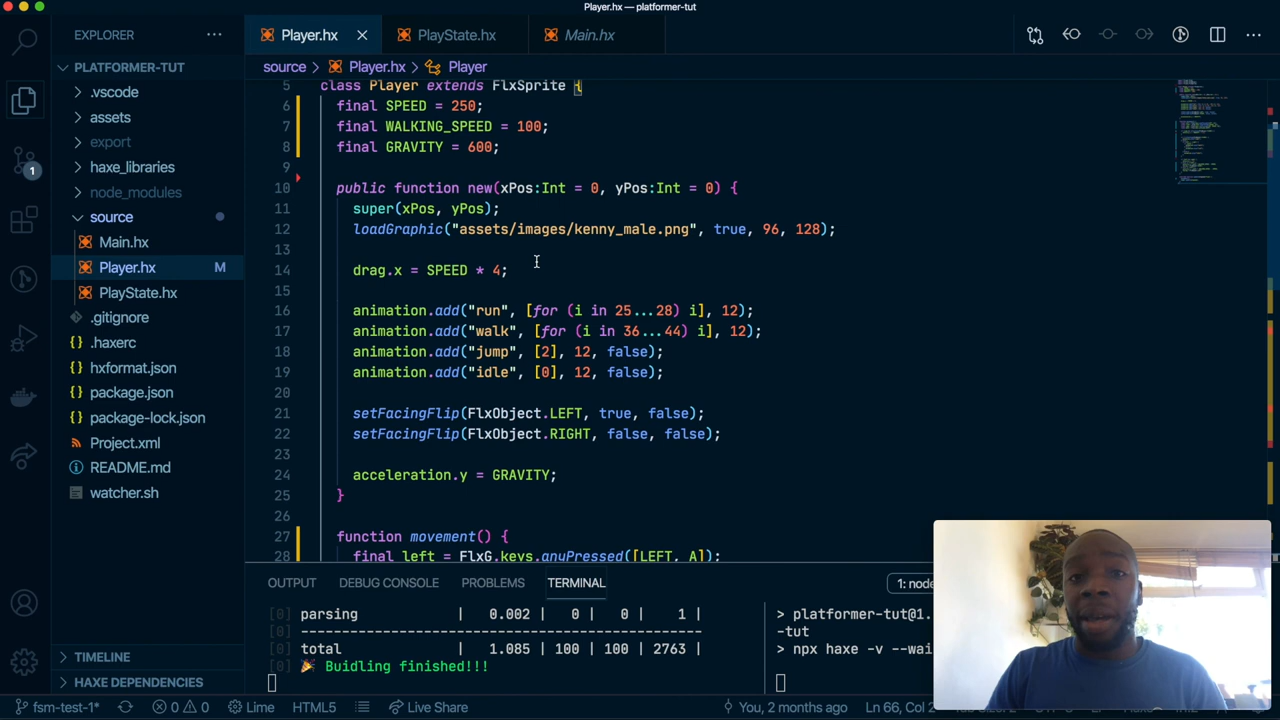 Player.hx — platformer-tut
EXPLORER
Player.hx
PlayState.hx
Main.hx
PLATFORMER-TUT
.vscode
assets
export
haxe_libraries
node_modules
source
Main.hx
Player.hx M
PlayState.hx
.gitignore
.haxerc
{} hxformat.json
{} package.json
{} package-lock.json
Project.xml
README.md
watcher.sh
TIMELINE
HAXE DEPENDENCIES
1
source > Player.hx > Player
5 class Player extends FlxSprite {
6 final SPEED = 250;
7 final WALKING_SPEED = 100;
8 final GRAVITY = 600;
9
10 public function new(xPos:Int = 0, yPos:Int = 0) {
11 super(xPos, yPos);
12 loadGraphic("assets/images/kenny_male.png", true, 96, 128);
13
14 drag.x = SPEED * 4;
15
16 animation.add("run", [for (i in 25...28) i], 12);
17 animation.add("walk", [for (i in 36...44) i], 12);
18 animation.add("jump", [2], 12, false);
19 animation.add("idle", [0], 12, false);
20
21 setFacingFlip(FlxObject.LEFT, true, false);
22 setFacingFlip(FlxObject.RIGHT, false, false);
23
24 acceleration.y = GRAVITY;
25 }
26
27 function movement() {
28 final left = FlxG.keys.anyPressed([LEFT, A]);
OUTPUT DEBUG CONSOLE PROBLEMS TERMINAL 1: node
[0] parsing | 0.002 | 0 | 0 | 1 |
[0] ------------------------------------------------
[0] total | 1.085 | 100 | 100 | 2763 |
[0] 🎉 Buidling finished!!!
> platformer-tut@1.
-tut
> npx haxe -v --wai
fsm-test-1* 0 0 Lime HTML5 Live Share You, 2 months ago Ln 66, Col 2